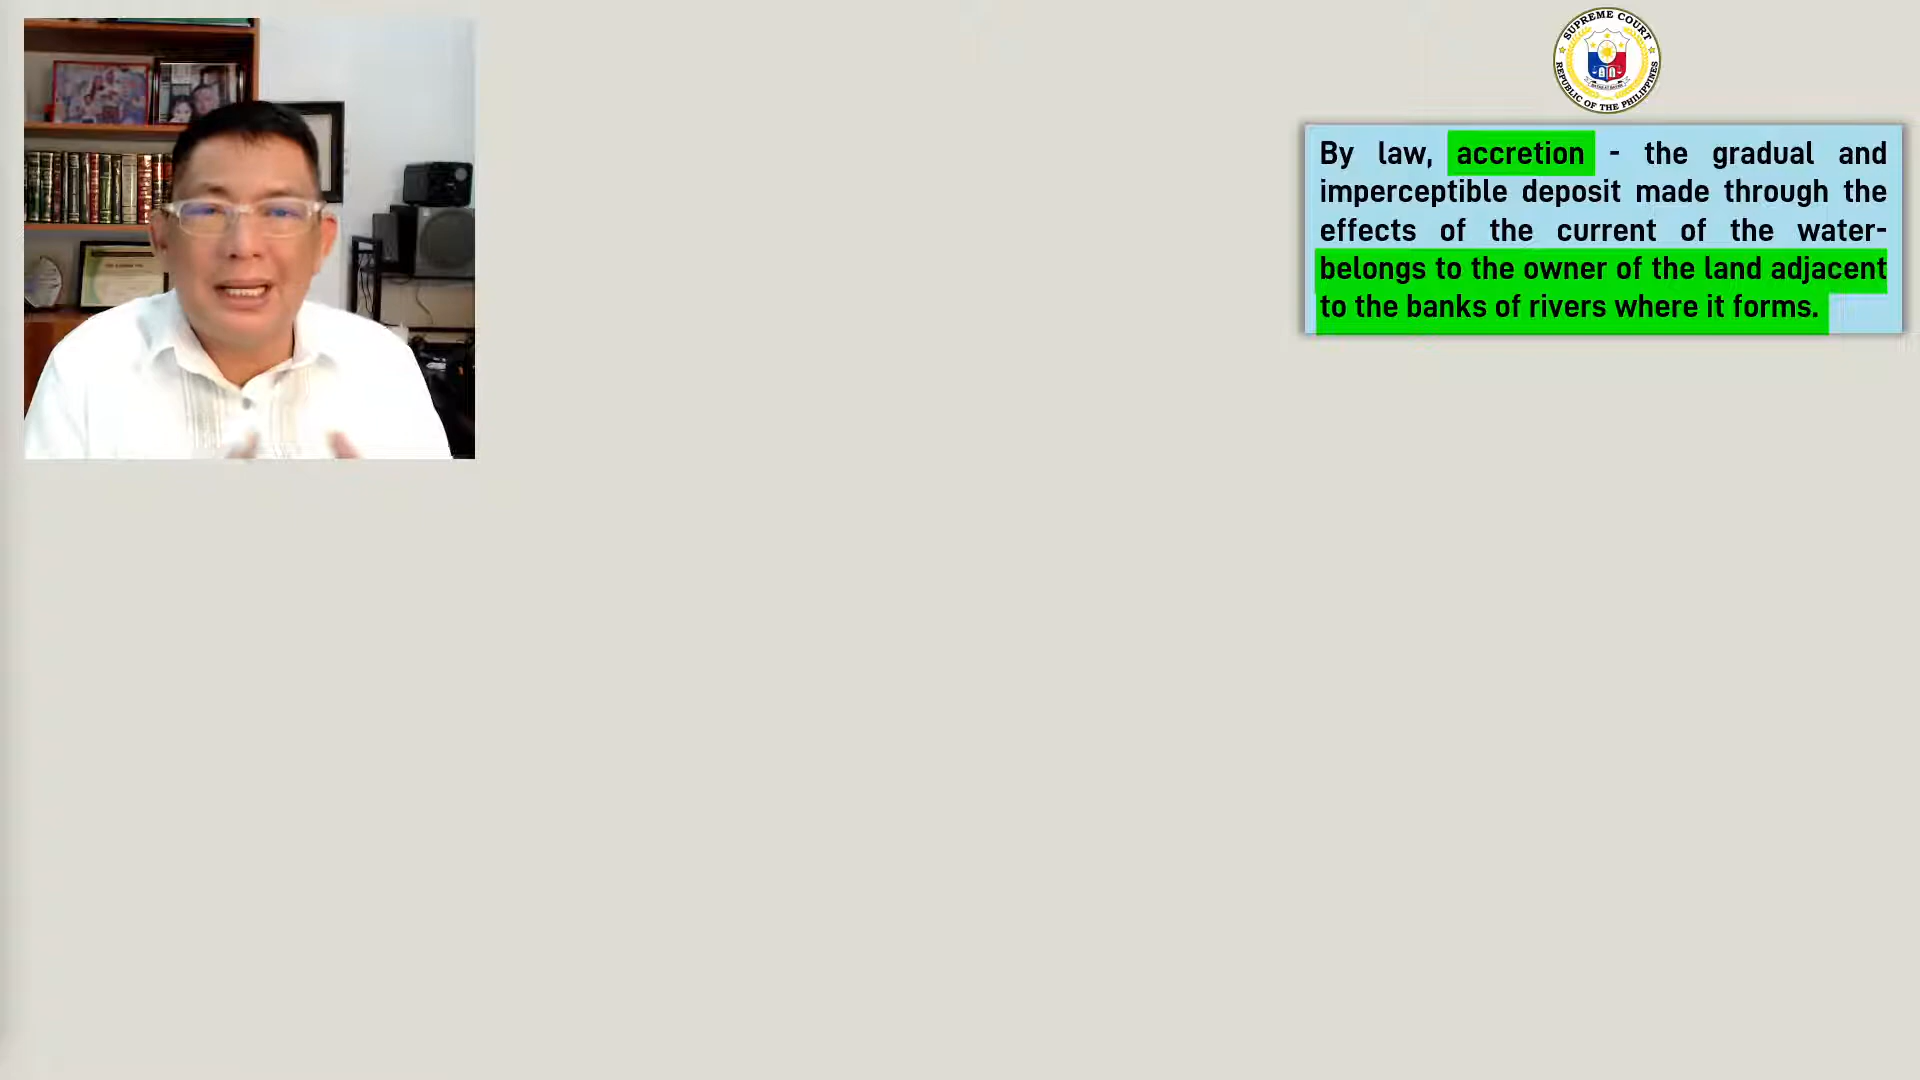 SUPREME COURT
REPUBLIC OF THE PHILIPPINES
By law, accretion - the gradual and
imperceptible deposit made through the
effects of the current of the water-
belongs to the owner of the land adjacent
to the banks of rivers where it forms.